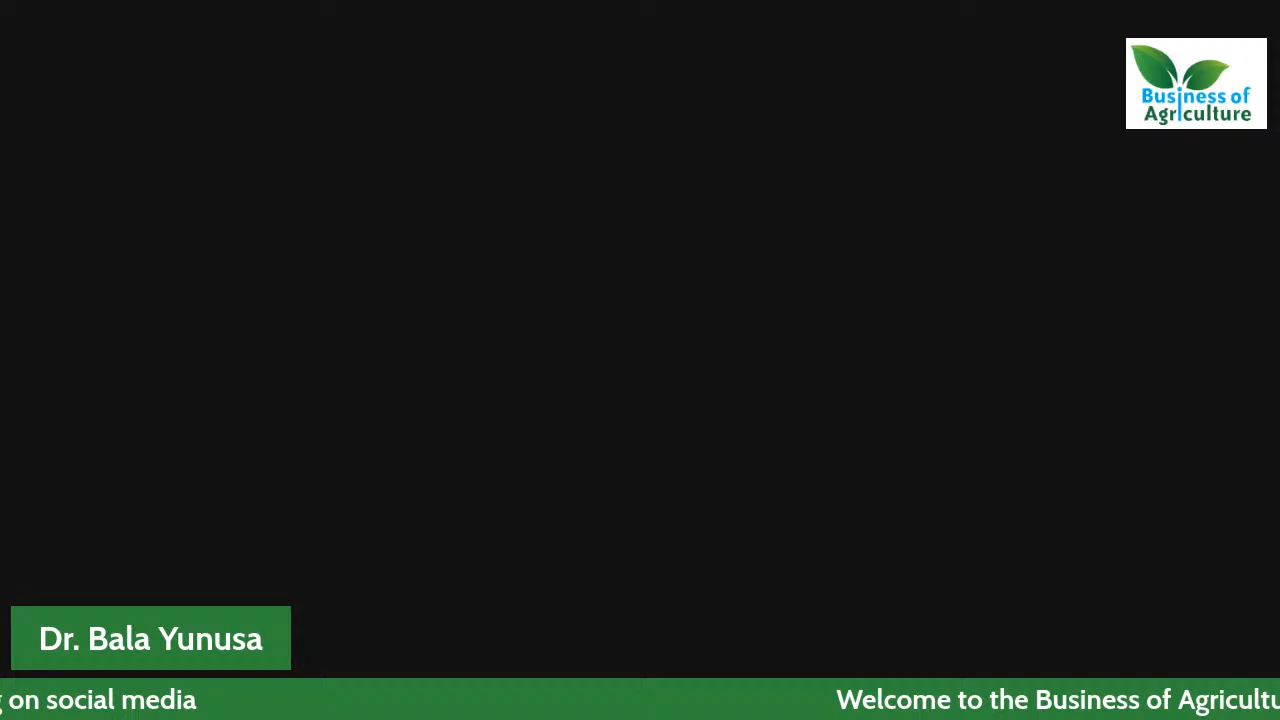 Business of
Agriculture
Dr. Bala Yunusa
on social media
Welcome to the Business of